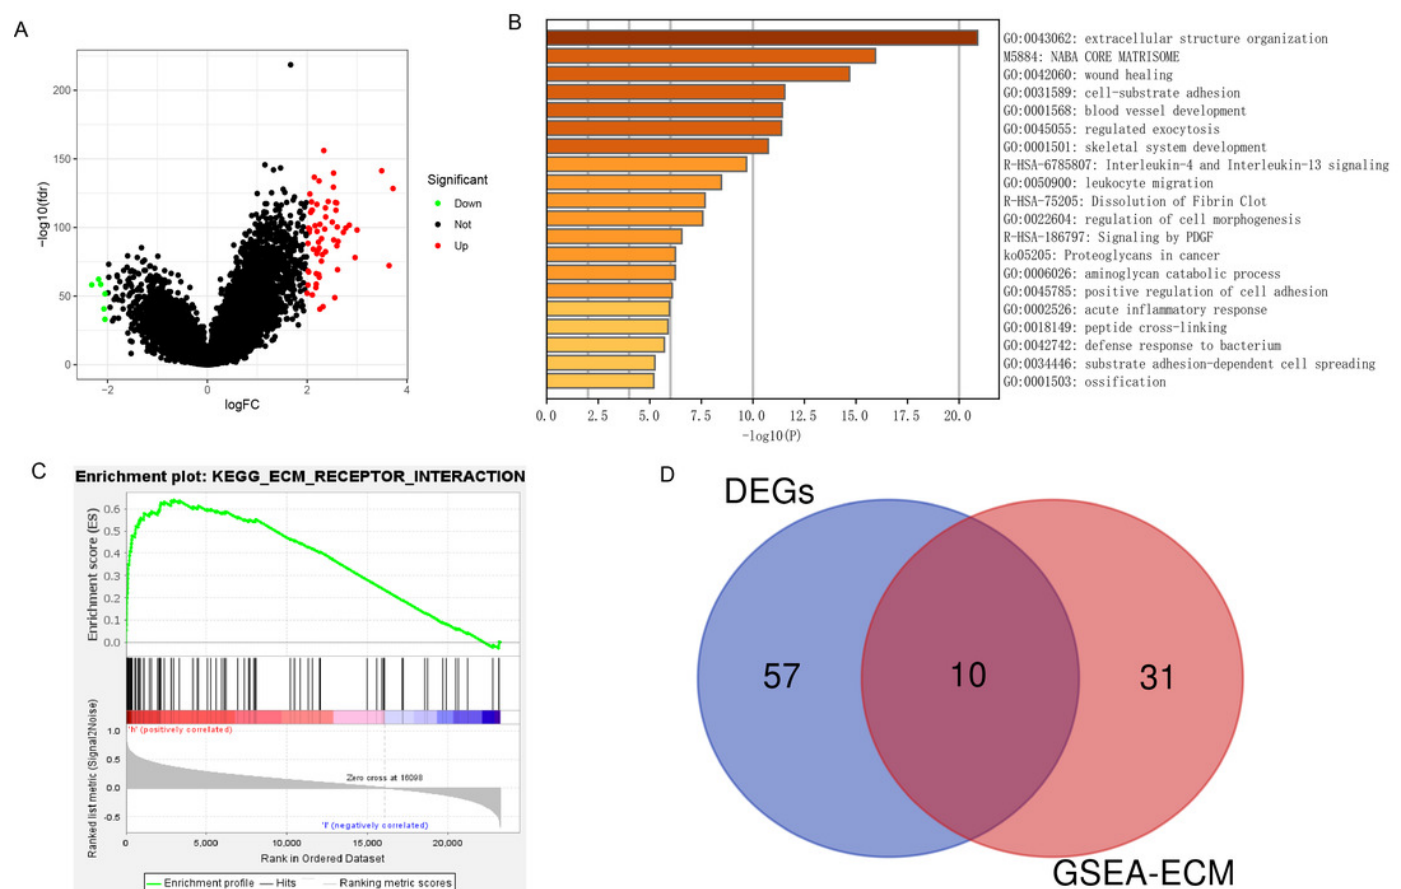 A
−log10(fdr)
200
150
100
50
0
−2
0
2
4
logFC
Significant
Down
Not
Up
B
GO:0043062: extracellular structure organization
M5884: NABA CORE MATRISOME
GO:0042060: wound healing
GO:0031589: cell-substrate adhesion
GO:0001568: blood vessel development
GO:0045055: regulated exocytosis
GO:0001501: skeletal system development
R-HSA-6785807: Interleukin-4 and Interleukin-13 signaling
GO:0050900: leukocyte migration
R-HSA-75205: Dissolution of Fibrin Clot
GO:0022604: regulation of cell morphogenesis
R-HSA-186797: Signaling by PDGF
ko05205: Proteoglycans in cancer
GO:0006026: aminoglycan catabolic process
GO:0045785: positive regulation of cell adhesion
GO:0002526: acute inflammatory response
GO:0018149: peptide cross-linking
GO:0042742: defense response to bacterium
GO:0034446: substrate adhesion-dependent cell spreading
GO:0001503: ossification
0.0 2.5 5.0 7.5 10.0 12.5 15.0 17.5 20.0
-log10(P)
C
Enrichment plot: KEGG_ECM_RECEPTOR_INTERACTION
Enrichment score (ES)
0.6
0.5
0.4
0.3
0.2
0.1
0.0
Ranked list metric (Signal2Noise)
1.0
0.5
0.0
-0.5
'h' (positively correlated)
Zero cross at 16098
'l' (negatively correlated)
0 5,000 10,000 15,000 20,000
Rank in Ordered Dataset
Enrichment profile Hits Ranking metric scores
D
DEGs
57
10
31
GSEA-ECM